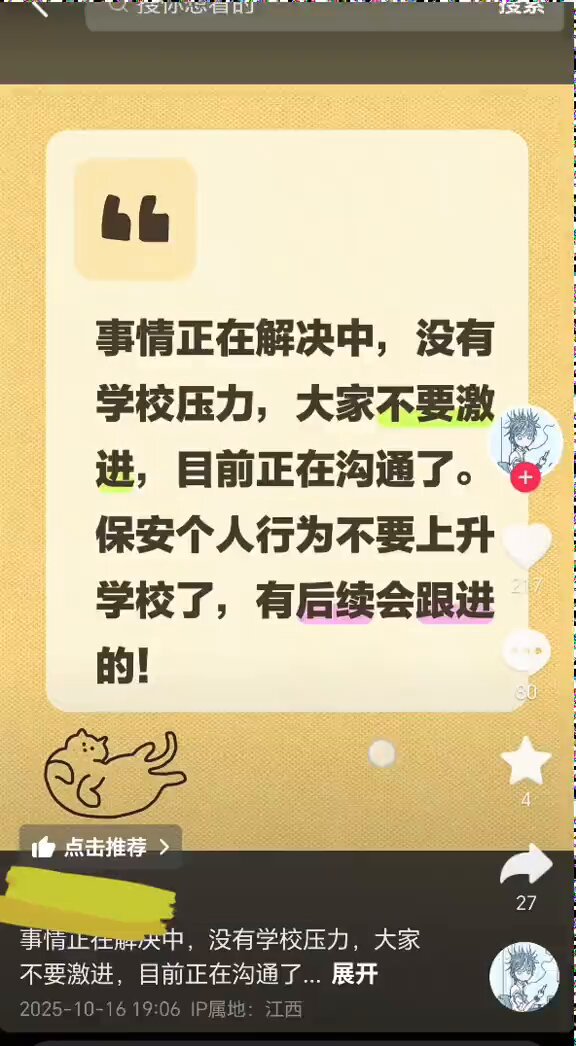 搜你想看的
搜索
事情正在解决中，没有
学校压力，大家不要激
进，目前正在沟通了。
保安个人行为不要上升
学校了，有后续会跟进
的！
217
80
4
点击推荐
27
事情正在解决中，没有学校压力，大家
不要激进，目前正在沟通了... 展开
2025-10-16 19:06 IP属地：江西